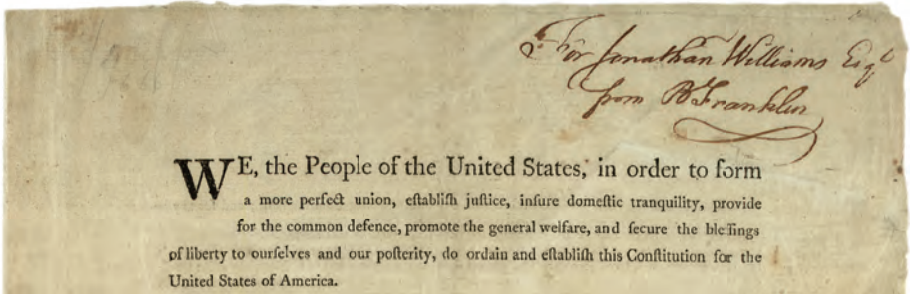 For Jonathan Williams Esqr
from B Franklin
WE, the People of the United States, in order to form
a more perfect union, eſtabliſh juſtice, inſure domeſtic tranquility, provide
for the common defence, promote the general welfare, and ſecure the bleſſings
of liberty to ourſelves and our poſterity, do ordain and eſtabliſh this Conſtitution for the
United States of America.